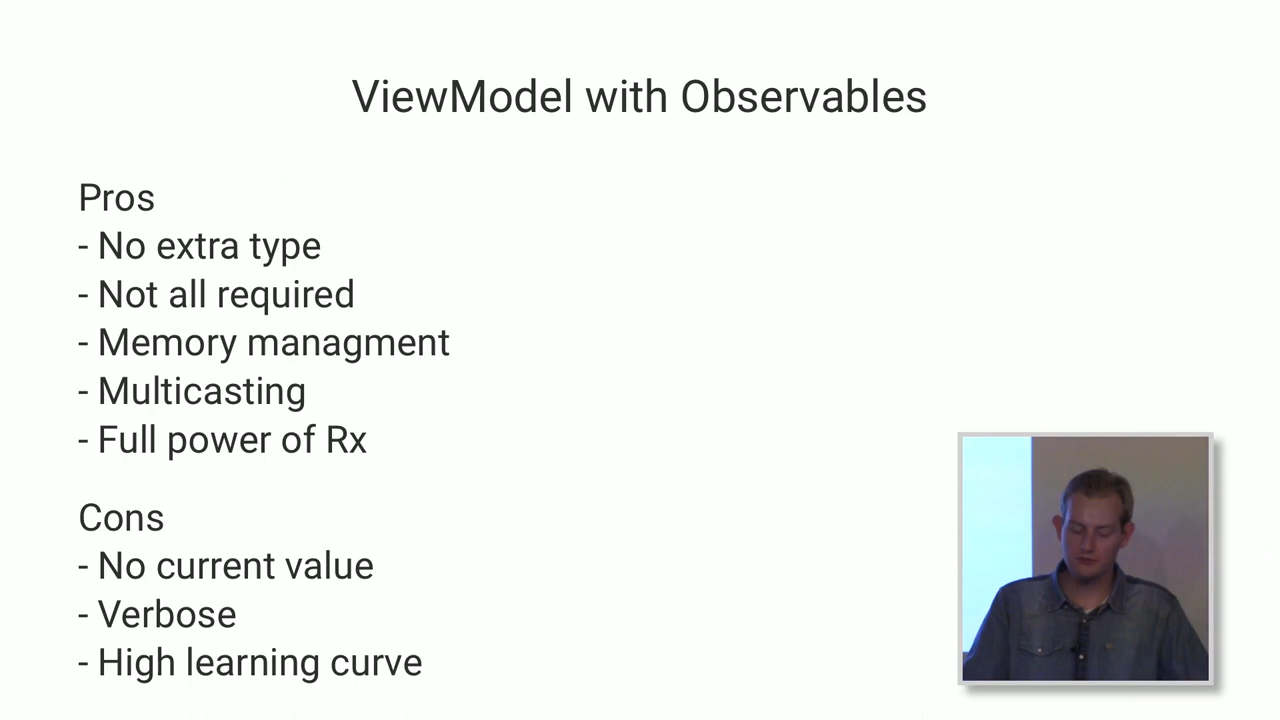 ViewModel with Observables
Pros
- No extra type
- Not all required
- Memory managment
- Multicasting
- Full power of Rx
Cons
- No current value
- Verbose
- High learning curve